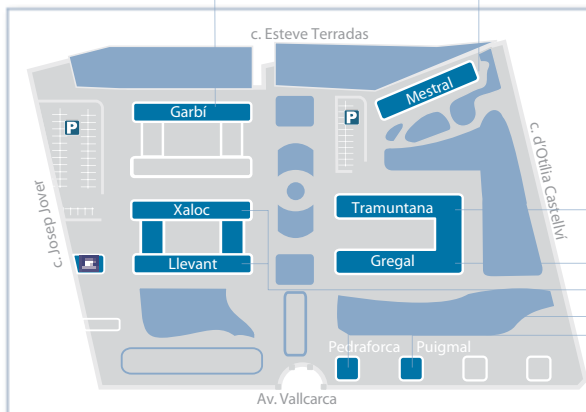 c. Esteve Terradas
Mestral
Garbí
P
P
c. d'Otília Castellví
c. Josep Jover
Xaloc
Tramuntana
Llevant
Gregal
Pedraforca
Puigmal
Av. Vallcarca